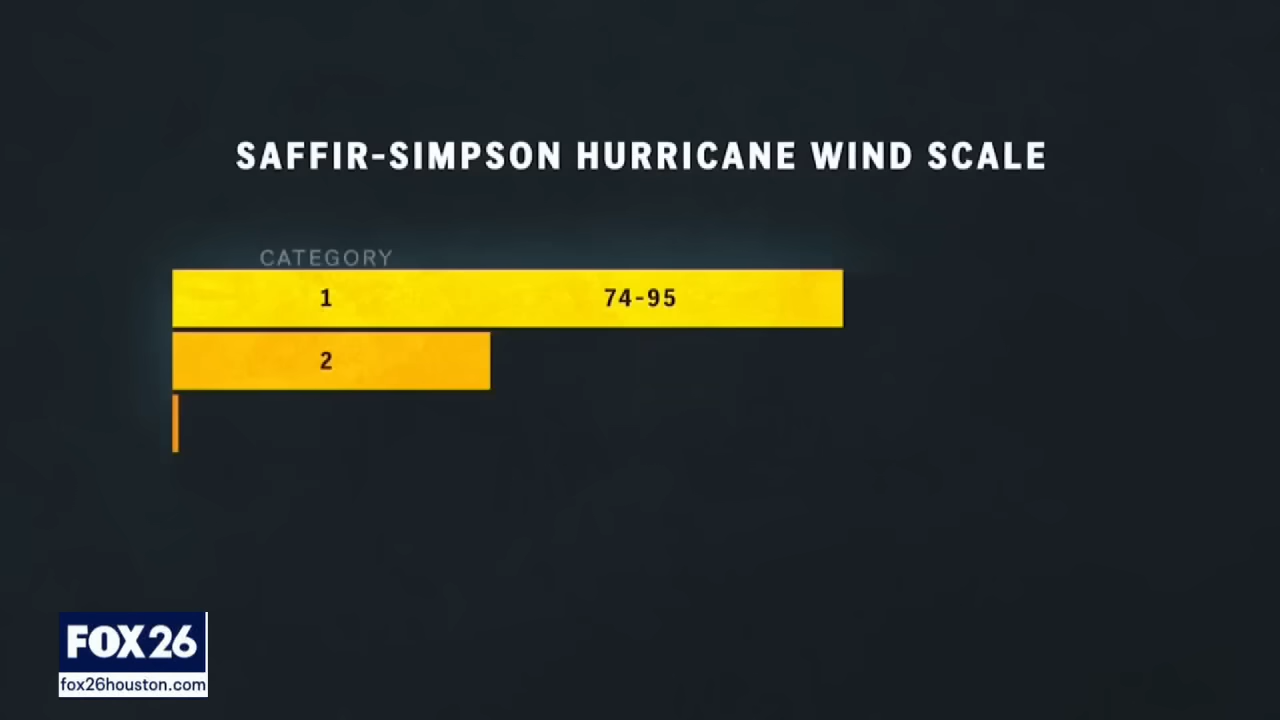 SAFFIR-SIMPSON HURRICANE WIND SCALE
CATEGORY
1 74-95
2
FOX 26
fox26houston.com